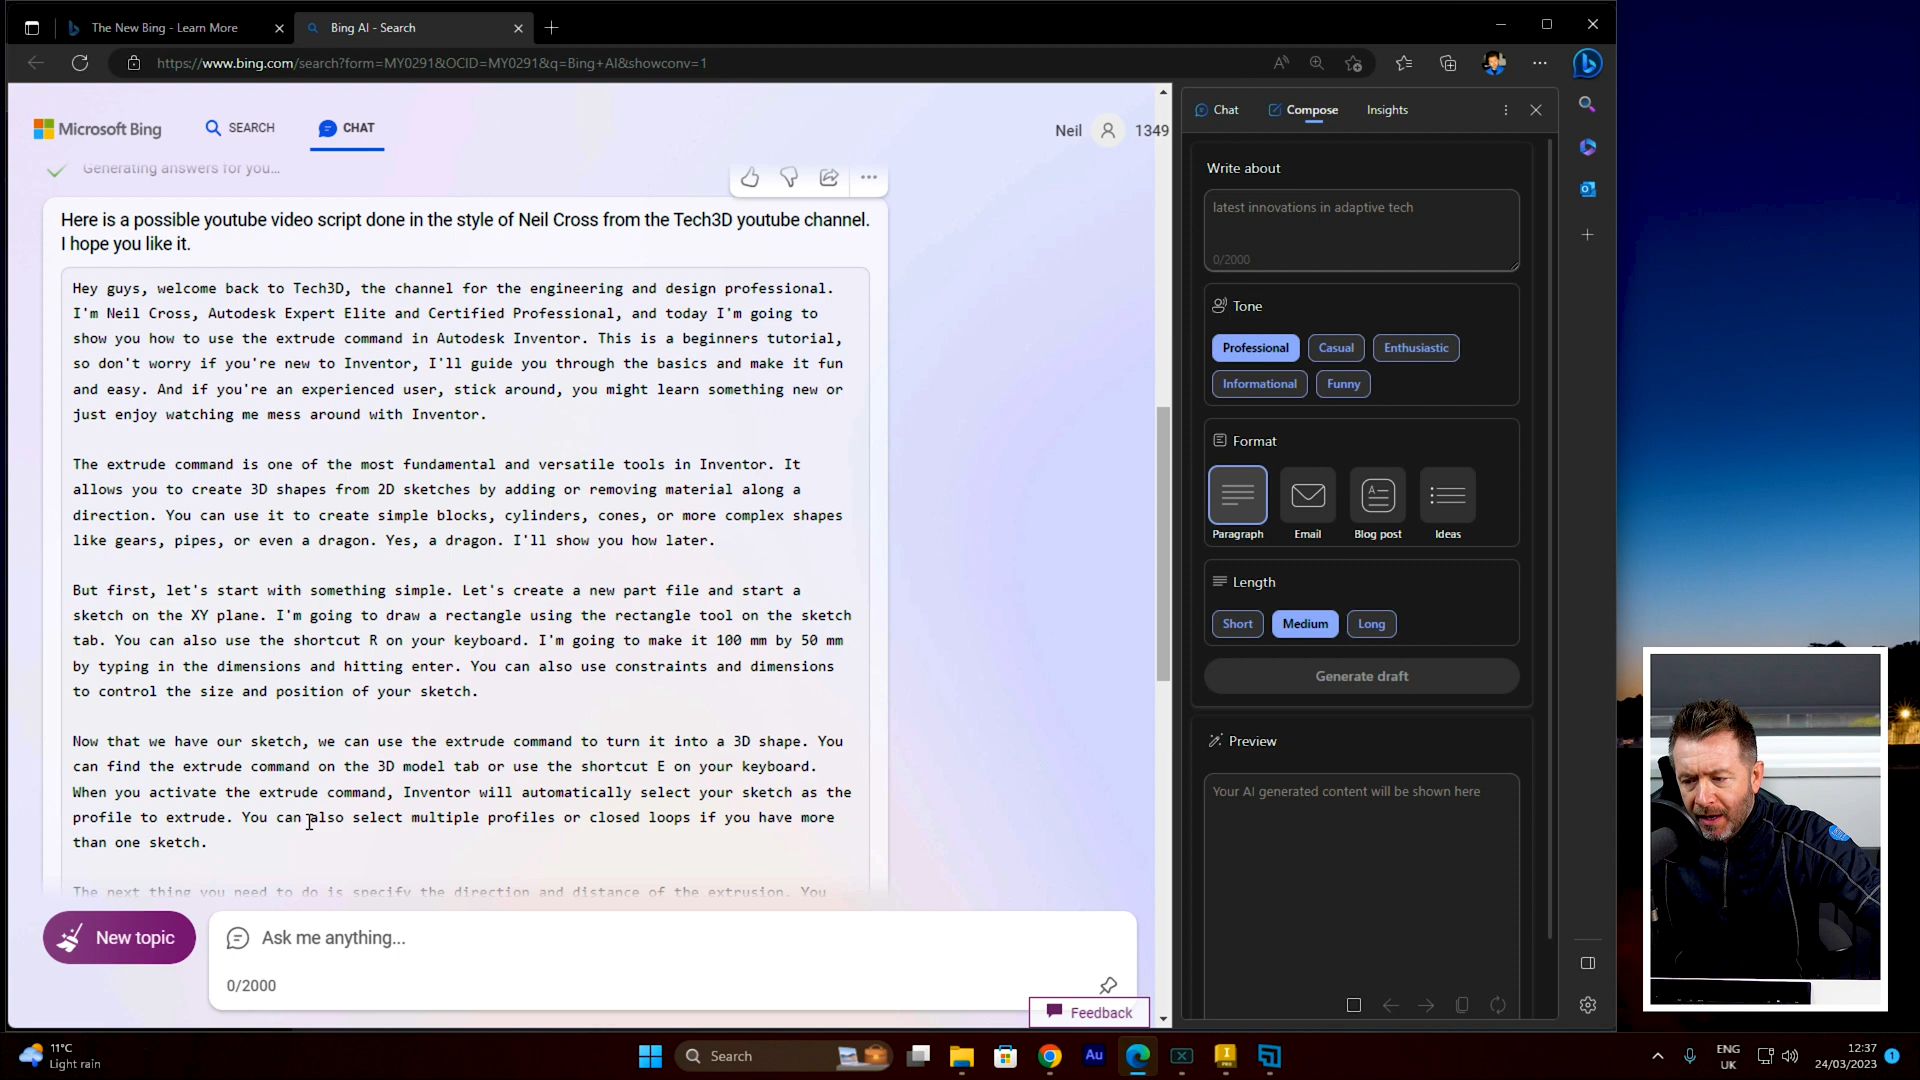 The New Bing - Learn More
Bing AI - Search
https://www.bing.com/search?form=MY0291&OCID=MY0291&q=Bing+AI&showconv=1
Microsoft Bing
SEARCH
CHAT
Neil
1349
Generating answers for you...
Here is a possible youtube video script done in the style of Neil Cross from the Tech3D youtube channel.
I hope you like it.
Hey guys, welcome back to Tech3D, the channel for the engineering and design professional.
I'm Neil Cross, Autodesk Expert Elite and Certified Professional, and today I'm going to
show you how to use the extrude command in Autodesk Inventor. This is a beginners tutorial,
so don't worry if you're new to Inventor, I'll guide you through the basics and make it fun
and easy. And if you're an experienced user, stick around, you might learn something new or
just enjoy watching me mess around with Inventor.
The extrude command is one of the most fundamental and versatile tools in Inventor. It
allows you to create 3D shapes from 2D sketches by adding or removing material along a
direction. You can use it to create simple blocks, cylinders, cones, or more complex shapes
like gears, pipes, or even a dragon. Yes, a dragon. I'll show you how later.
But first, let's start with something simple. Let's create a new part file and start a
sketch on the XY plane. I'm going to draw a rectangle using the rectangle tool on the sketch
tab. You can also use the shortcut R on your keyboard. I'm going to make it 100 mm by 50 mm
by typing in the dimensions and hitting enter. You can also use constraints and dimensions
to control the size and position of your sketch.
Now that we have our sketch, we can use the extrude command to turn it into a 3D shape. You
can find the extrude command on the 3D model tab or use the shortcut E on your keyboard.
When you activate the extrude command, Inventor will automatically select your sketch as the
profile to extrude. You can also select multiple profiles or closed loops if you have more
than one sketch.
The next thing you need to do is specify the direction and distance of the extrusion. You
New topic
Ask me anything...
0/2000
Feedback
Chat
Compose
Insights
Write about
latest innovations in adaptive tech
0/2000
Tone
Professional
Casual
Enthusiastic
Informational
Funny
Format
Paragraph
Email
Blog post
Ideas
Length
Short
Medium
Long
Generate draft
Preview
Your AI generated content will be shown here
11°C
Light rain
Search
Au
I
PRO
ENG
UK
12:37
24/03/2023
1